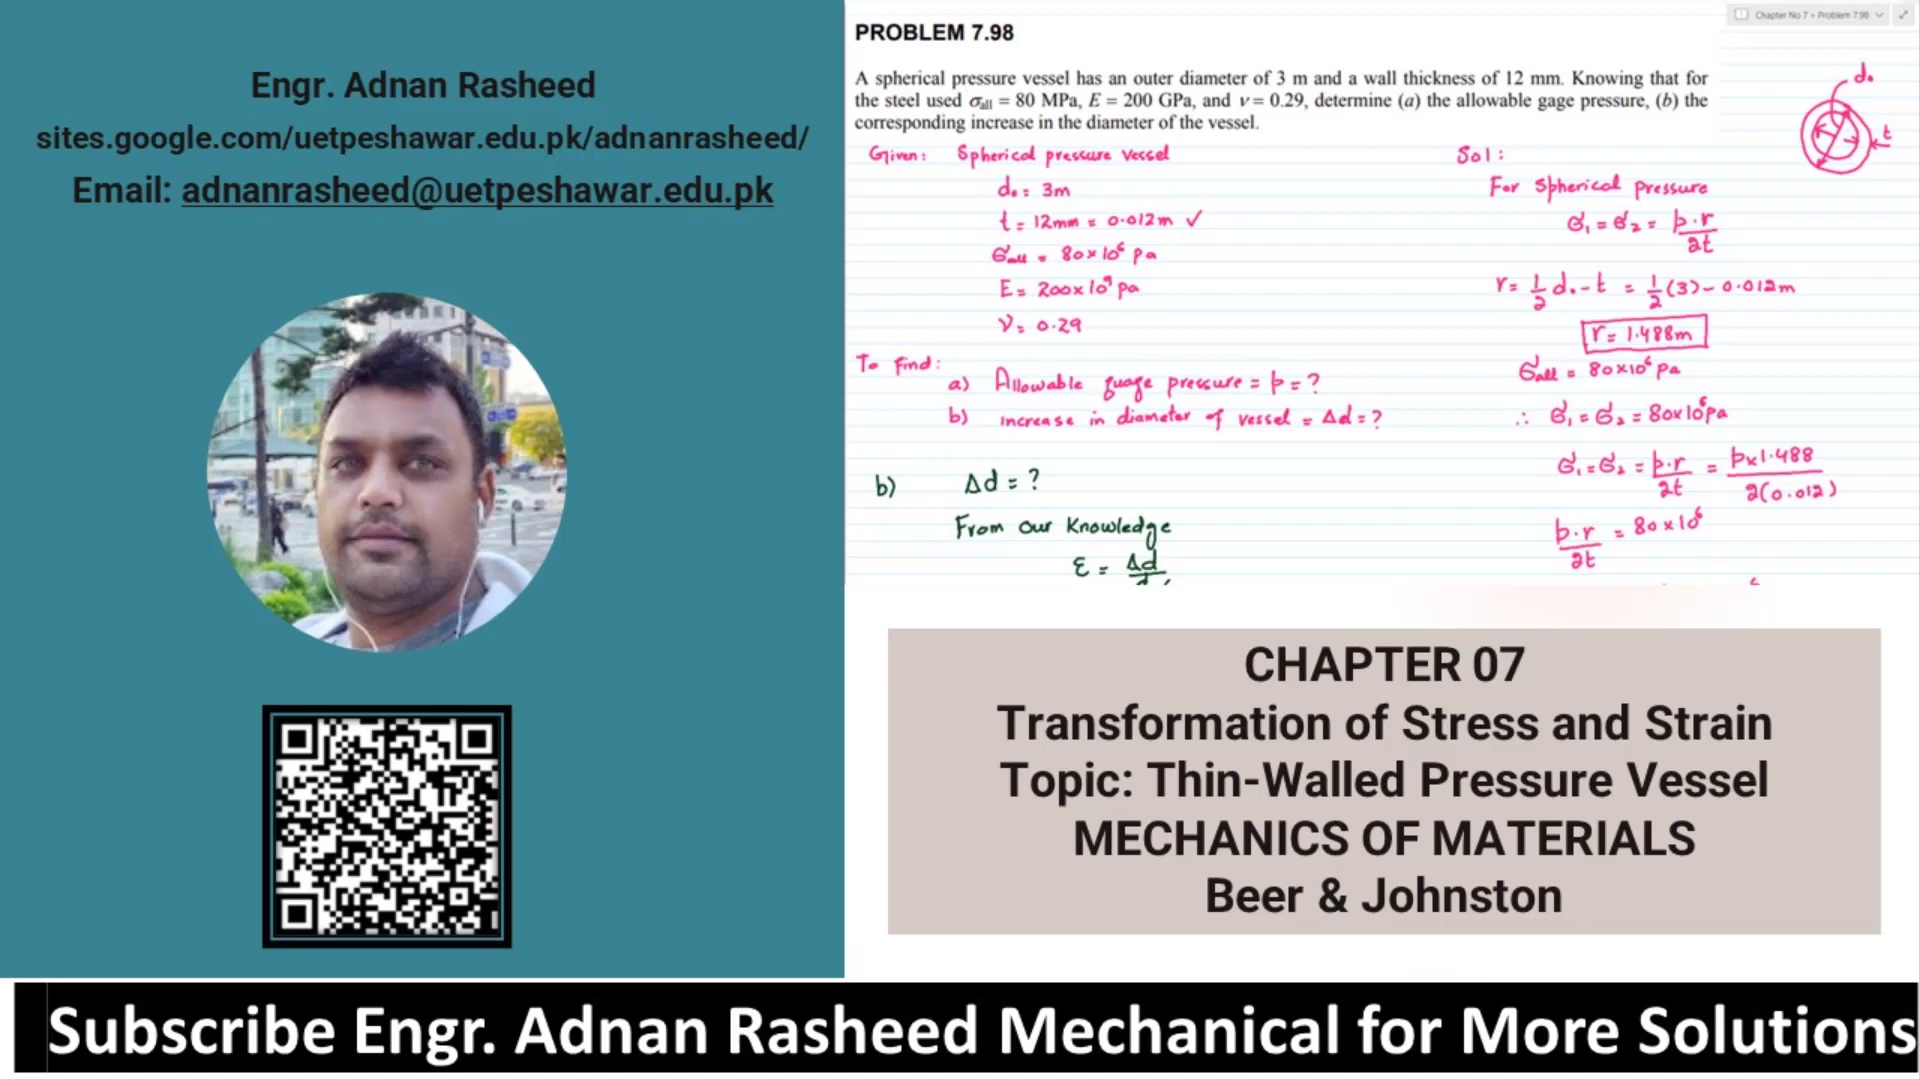 Engr. Adnan Rasheed
sites.google.com/uetpeshawar.edu.pk/adnanrasheed/
Email: adnanrasheed@uetpeshawar.edu.pk
Chapter No 7 > Problem 7.98
PROBLEM 7.98
A spherical pressure vessel has an outer diameter of 3 m and a wall thickness of 12 mm. Knowing that for
the steel used σall = 80 MPa, E = 200 GPa, and ν = 0.29, determine (a) the allowable gage pressure, (b) the
corresponding increase in the diameter of the vessel.
Given: Spherical pressure vessel
d₀ = 3m
t = 12mm = 0.012m ✓
σall = 80×10⁶ pa
E = 200×10⁹ pa
ν = 0.29
To Find:
a) Allowable guage pressure = p = ?
b) increase in diameter of vessel = Δd = ?
b) Δd = ?
From our Knowledge
ε = Δd
Sol:
For Spherical pressure
σ₁ = σ₂ = p.r/2t
r = 1/2 d₀ - t = 1/2 (3) - 0.012m
r = 1.488m
σall = 80×10⁶ pa
∴ σ₁ = σ₂ = 80×10⁶ pa
σ₁ = σ₂ = p.r/2t = p×1.488/2(0.012)
p.r/2t = 80×10⁶
d₀
t
CHAPTER 07
Transformation of Stress and Strain
Topic: Thin-Walled Pressure Vessel
MECHANICS OF MATERIALS
Beer & Johnston
Subscribe Engr. Adnan Rasheed Mechanical for More Solutions